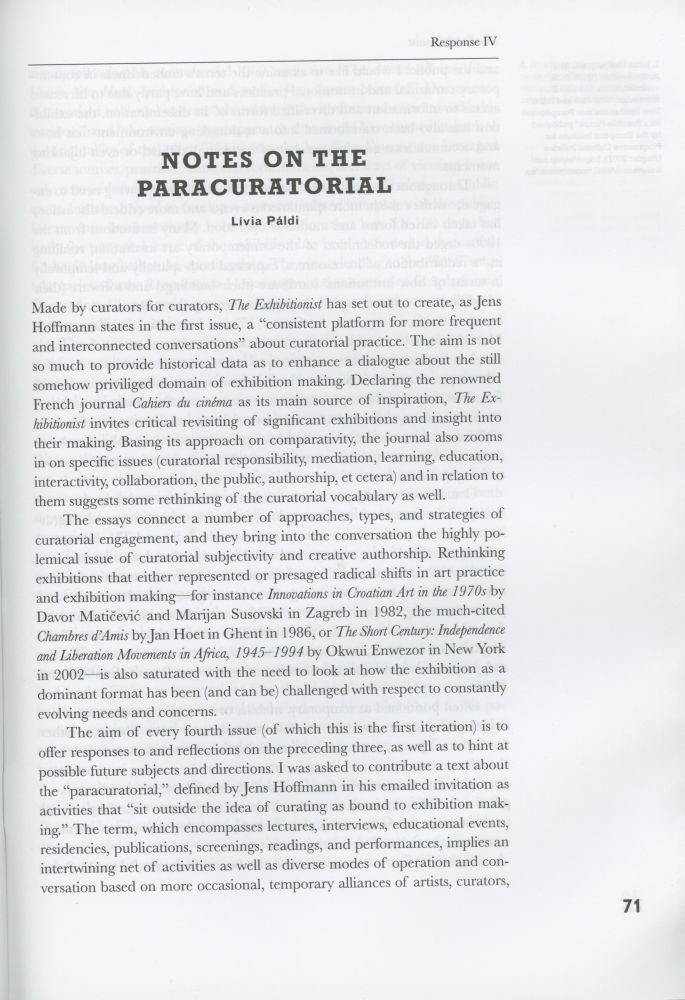 Response IV
NOTES ON THE
PARACURATORIAL
Lívia Páldi
Made by curators for curators, The Exhibitionist has set out to create, as Jens
Hoffmann states in the first issue, a “consistent platform for more frequent
and interconnected conversations” about curatorial practice. The aim is not
so much to provide historical data as to enhance a dialogue about the still
somehow priviliged domain of exhibition making. Declaring the renowned
French journal Cahiers du cinéma as its main source of inspiration, The Ex-
hibitionist invites critical revisiting of significant exhibitions and insight into
their making. Basing its approach on comparativity, the journal also zooms
in on specific issues (curatorial responsibility, mediation, learning, education,
interactivity, collaboration, the public, authorship, et cetera) and in relation to
them suggests some rethinking of the curatorial vocabulary as well.
The essays connect a number of approaches, types, and strategies of
curatorial engagement, and they bring into the conversation the highly po-
lemical issue of curatorial subjectivity and creative authorship. Rethinking
exhibitions that either represented or presaged radical shifts in art practice
and exhibition making—for instance Innovations in Croatian Art in the 1970s by
Davor Matičević and Marijan Susovski in Zagreb in 1982, the much-cited
Chambres d’Amis by Jan Hoet in Ghent in 1986, or The Short Century: Independence
and Liberation Movements in Africa, 1945–1994 by Okwui Enwezor in New York
in 2002—is also saturated with the need to look at how the exhibition as a
dominant format has been (and can be) challenged with respect to constantly
evolving needs and concerns.
The aim of every fourth issue (of which this is the first iteration) is to
offer responses to and reflections on the preceding three, as well as to hint at
possible future subjects and directions. I was asked to contribute a text about
the “paracuratorial,” defined by Jens Hoffmann in his emailed invitation as
activities that “sit outside the idea of curating as bound to exhibition mak-
ing.” The term, which encompasses lectures, interviews, educational events,
residencies, publications, screenings, readings, and performances, implies an
intertwining net of activities as well as diverse modes of operation and con-
versation based on more occasional, temporary alliances of artists, curators,
71